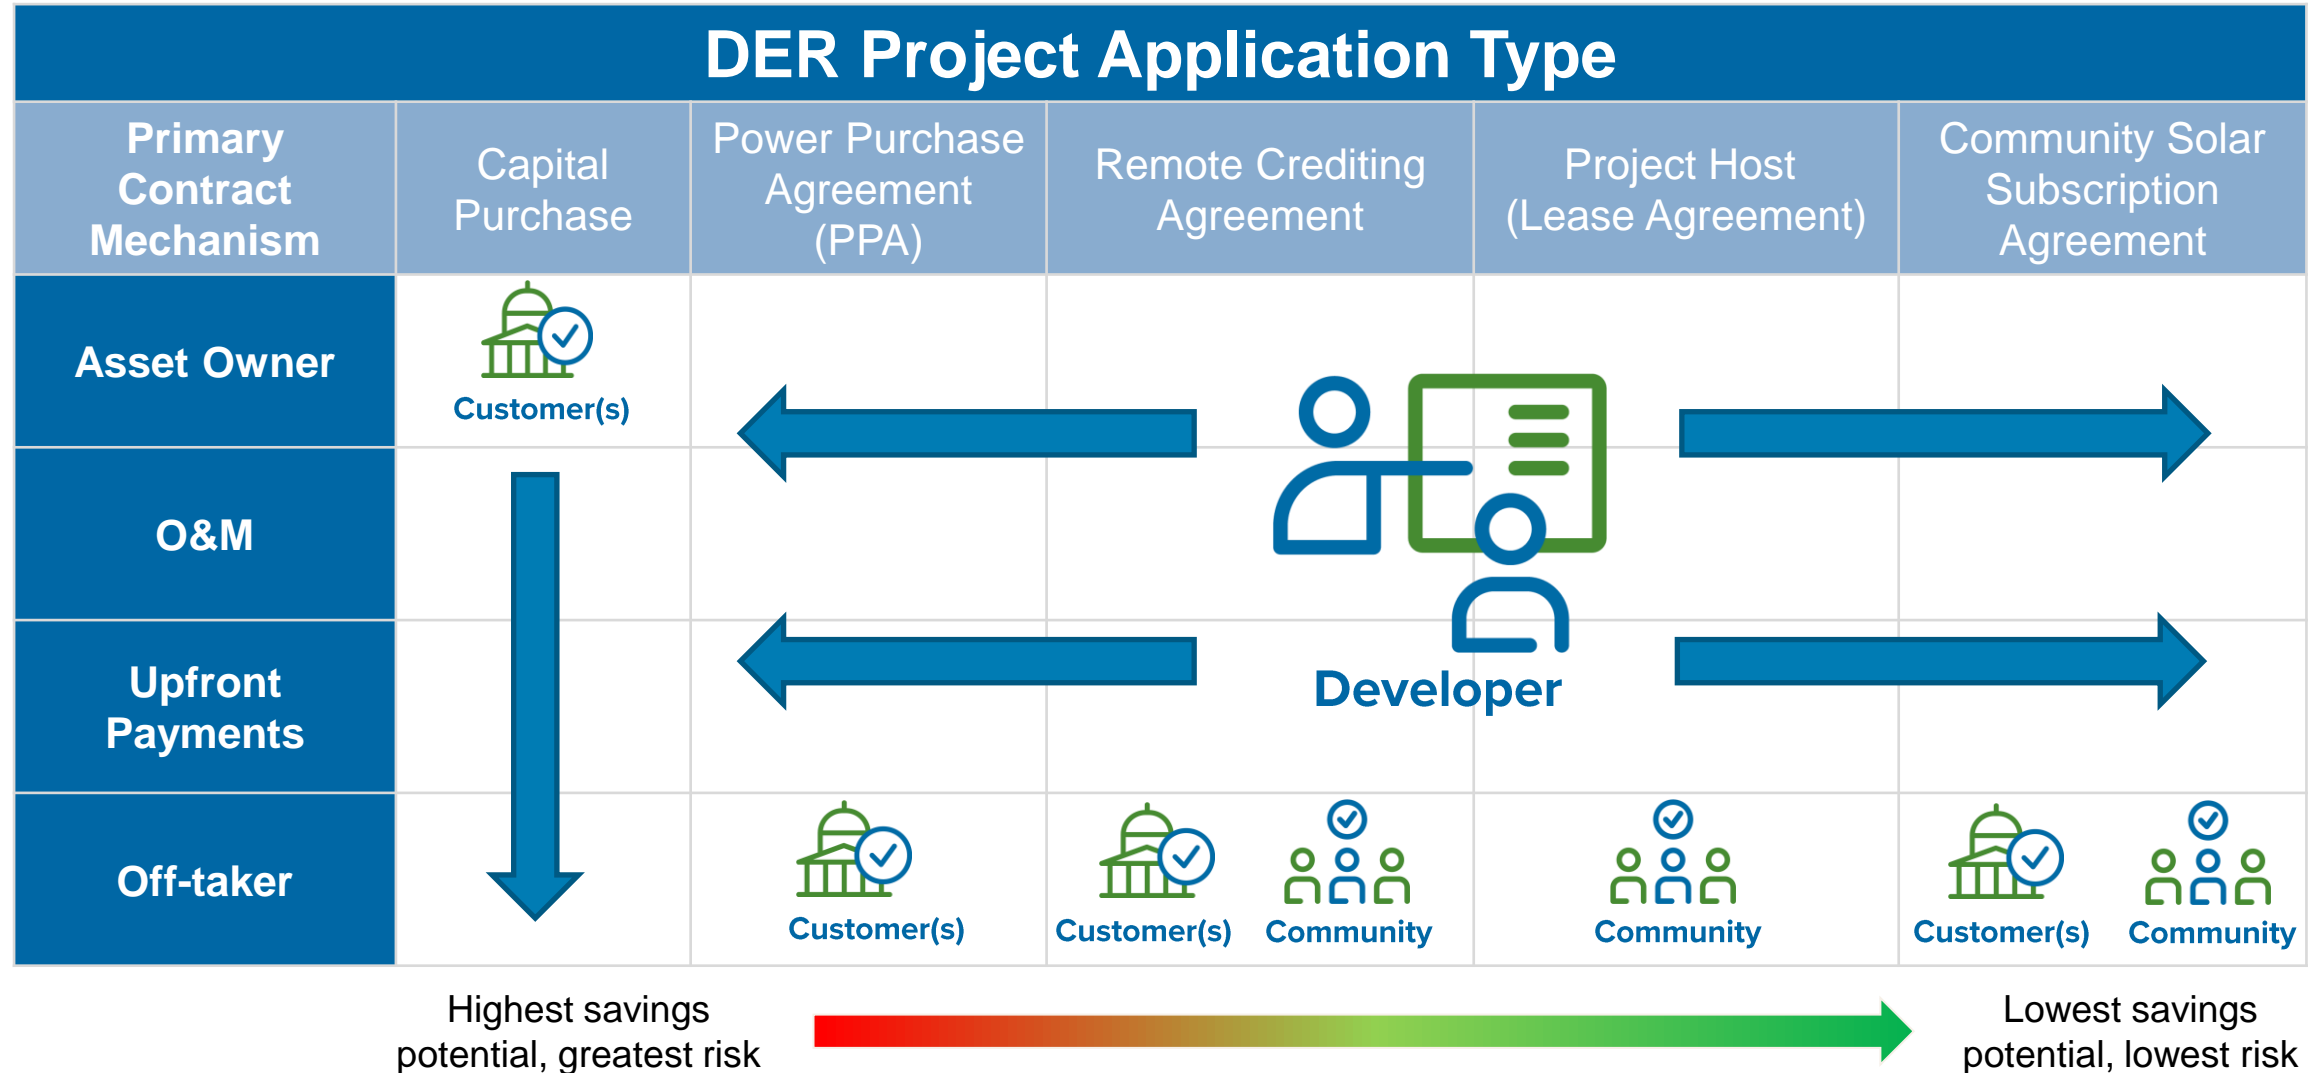 DER Project Application Type
Primary
Contract
Mechanism
Capital
Purchase
Power Purchase
Agreement
(PPA)
Remote Crediting
Agreement
Project Host
(Lease Agreement)
Community Solar
Subscription
Agreement
Asset Owner
Customer(s)
O&M
Upfront
Payments
Developer
Off-taker
Customer(s)
Customer(s)
Community
Community
Customer(s)
Community
Highest savings
potential, greatest risk
Lowest savings
potential, lowest risk